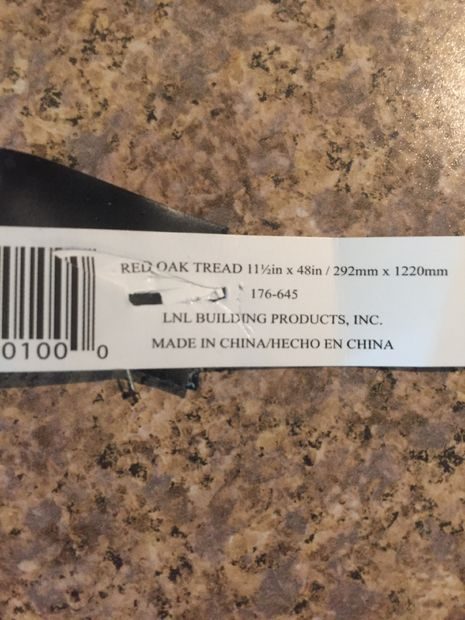 RED OAK TREAD 11½in x 48in / 292mm x 1220mm
176-645
LNL BUILDING PRODUCTS, INC.
MADE IN CHINA/HECHO EN CHINA
0100 0